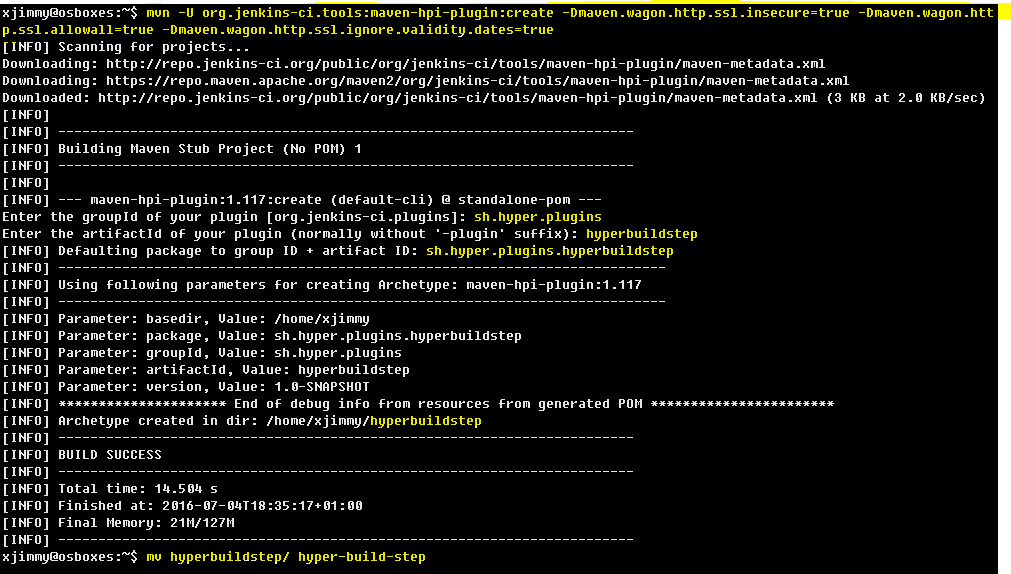 xjimmy@osboxes:~$ mvn -U org.jenkins-ci.tools:maven-hpi-plugin:create -Dmaven.wagon.http.ssl.insecure=true -Dmaven.wagon.htt
p.ssl.allowall=true -Dmaven.wagon.http.ssl.ignore.validity.dates=true
[INFO] Scanning for projects...
Downloading: http://repo.jenkins-ci.org/public/org/jenkins-ci/tools/maven-hpi-plugin/maven-metadata.xml
Downloading: https://repo.maven.apache.org/maven2/org/jenkins-ci/tools/maven-hpi-plugin/maven-metadata.xml
Downloaded: http://repo.jenkins-ci.org/public/org/jenkins-ci/tools/maven-hpi-plugin/maven-metadata.xml (3 KB at 2.0 KB/sec)
[INFO]
[INFO] ------------------------------------------------------------------------
[INFO] Building Maven Stub Project (No POM) 1
[INFO] ------------------------------------------------------------------------
[INFO]
[INFO] --- maven-hpi-plugin:1.117:create (default-cli) @ standalone-pom ---
Enter the groupId of your plugin [org.jenkins-ci.plugins]: sh.hyper.plugins
Enter the artifactId of your plugin (normally without '-plugin' suffix): hyperbuildstep
[INFO] Defaulting package to group ID + artifact ID: sh.hyper.plugins.hyperbuildstep
[INFO] ----------------------------------------------------------------------------
[INFO] Using following parameters for creating Archetype: maven-hpi-plugin:1.117
[INFO] ----------------------------------------------------------------------------
[INFO] Parameter: basedir, Value: /home/xjimmy
[INFO] Parameter: package, Value: sh.hyper.plugins.hyperbuildstep
[INFO] Parameter: groupId, Value: sh.hyper.plugins
[INFO] Parameter: artifactId, Value: hyperbuildstep
[INFO] Parameter: version, Value: 1.0-SNAPSHOT
[INFO] ********************* End of debug info from resources from generated POM ***********************
[INFO] Archetype created in dir: /home/xjimmy/hyperbuildstep
[INFO] ------------------------------------------------------------------------
[INFO] BUILD SUCCESS
[INFO] ------------------------------------------------------------------------
[INFO] Total time: 14.504 s
[INFO] Finished at: 2016-07-04T18:35:17+01:00
[INFO] Final Memory: 21M/127M
[INFO] ------------------------------------------------------------------------
xjimmy@osboxes:~$ mv hyperbuildstep/ hyper-build-step